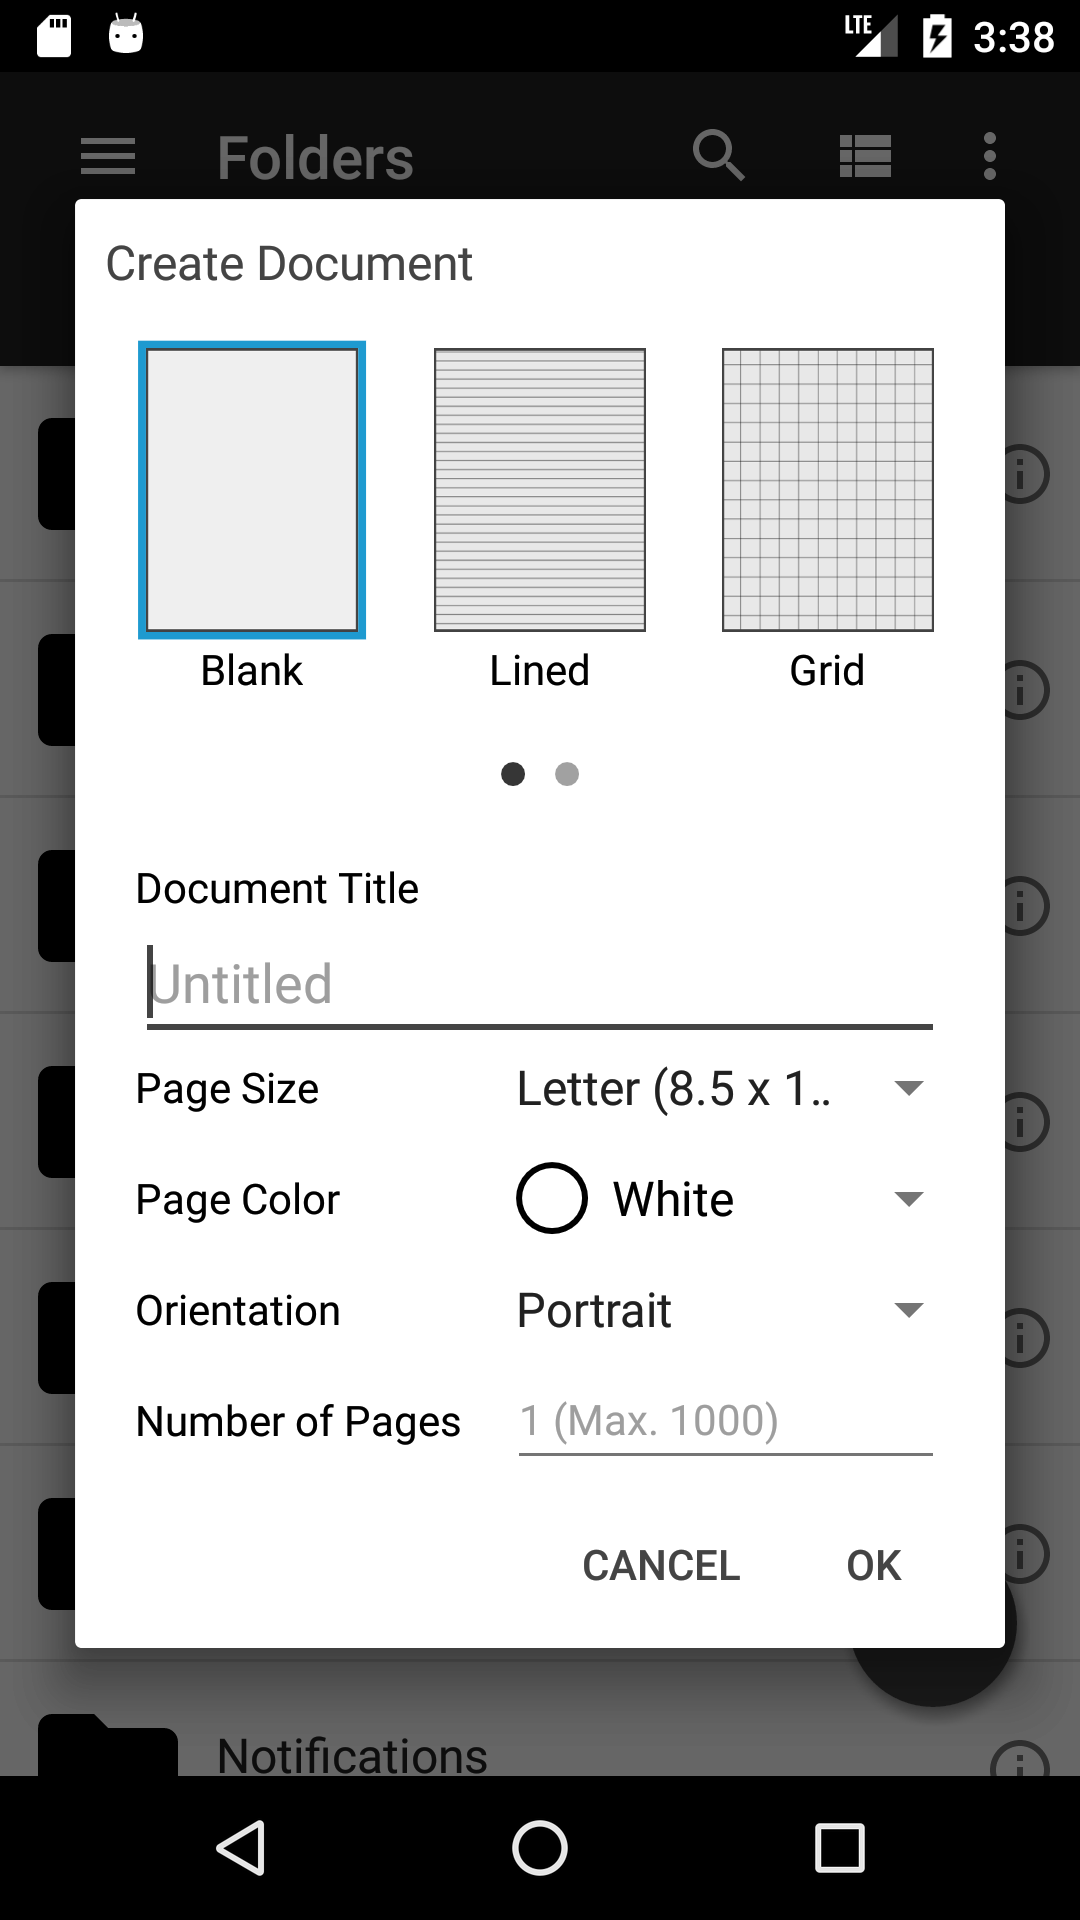 LTE 3:38
Folders
Create Document
Blank Lined Grid
Document Title
Untitled
Page Size Letter (8.5 x 1..
Page Color White
Orientation Portrait
Number of Pages 1 (Max. 1000)
CANCEL OK
Notifications